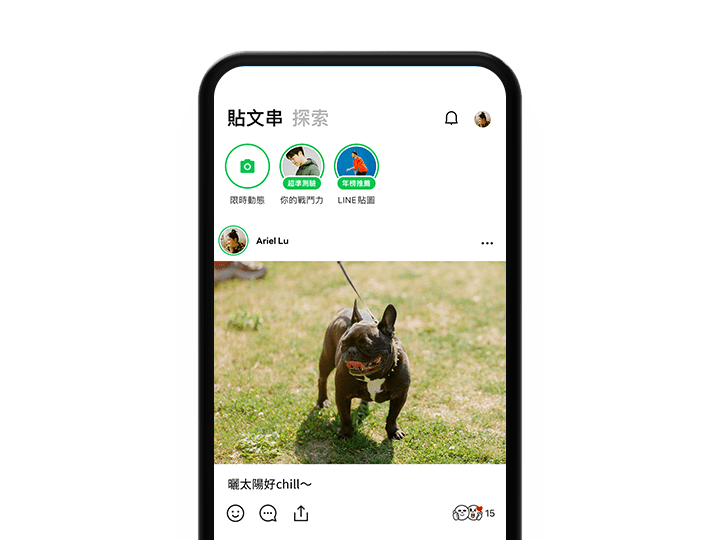 貼文串 探索
超準測驗 年榜推薦
限時動態 你的戰鬥力 LINE貼圖
Ariel Lu
曬太陽好chill～
15